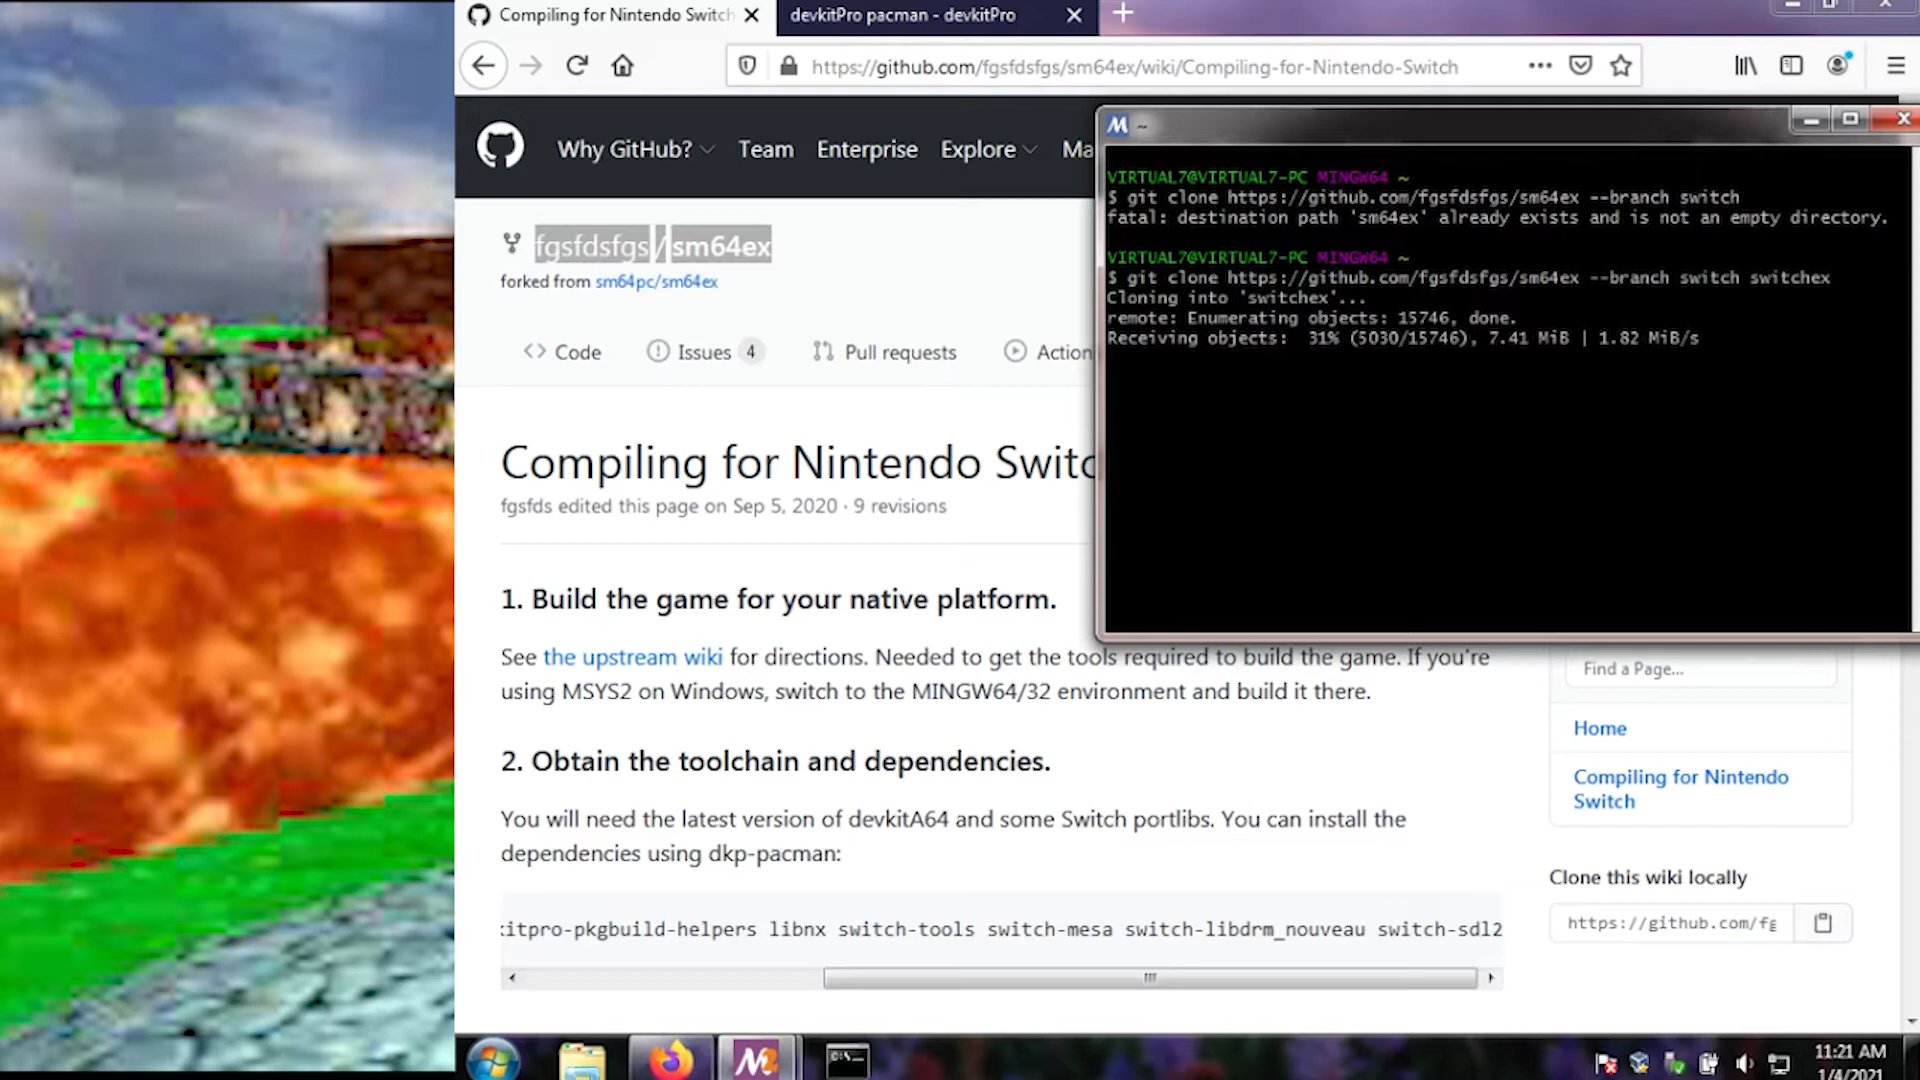 Compiling for Nintendo Switch
devkitPro pacman - devkitPro
https://github.com/fgsfdsfgs/sm64ex/wiki/Compiling-for-Nintendo-Switch
Why GitHub?
Team
Enterprise
Explore
Ma
fgsfdsfgs/sm64ex
forked from sm64pc/sm64ex
Code
Issues 4
Pull requests
Action
M ~
VIRTUAL7@VIRTUAL7-PC MINGW64 ~
$ git clone https://github.com/fgsfdsfgs/sm64ex --branch switch
fatal: destination path 'sm64ex' already exists and is not an empty directory.
VIRTUAL7@VIRTUAL7-PC MINGW64 ~
$ git clone https://github.com/fgsfdsfgs/sm64ex --branch switch switchex
Cloning into 'switchex'...
remote: Enumerating objects: 15746, done.
Receiving objects: 31% (5030/15746), 7.41 MiB | 1.82 MiB/s
Compiling for Nintendo Switc
fgsfds edited this page on Sep 5, 2020 · 9 revisions
1. Build the game for your native platform.
See the upstream wiki for directions. Needed to get the tools required to build the game. If you're
using MSYS2 on Windows, switch to the MINGW64/32 environment and build it there.
2. Obtain the toolchain and dependencies.
You will need the latest version of devkitA64 and some Switch portlibs. You can install the
dependencies using dkp-pacman:
itpro-pkgbuild-helpers libnx switch-tools switch-mesa switch-libdrm_nouveau switch-sdl2
Find a Page...
Home
Compiling for Nintendo
Switch
Clone this wiki locally
https://github.com/fg
11:21 AM
1/4/2021